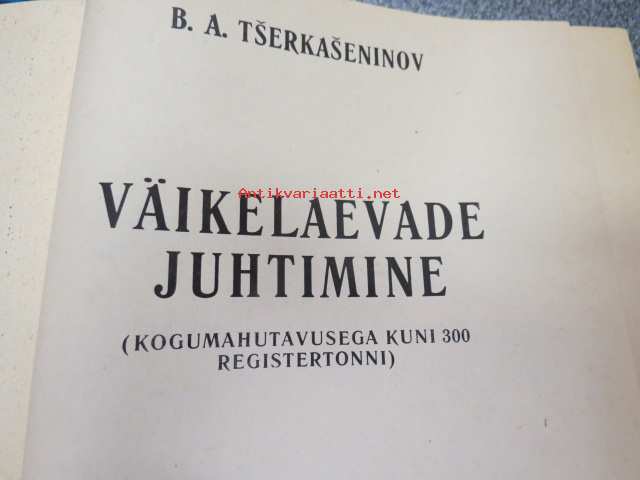 B. A. TŠERKAŠENINOV
Antikvariaatti.net
VÄIKELAEVADE
JUHTIMINE
(KOGUMAHUTAVUSEGA KUNI 300
REGISTERTONNI)